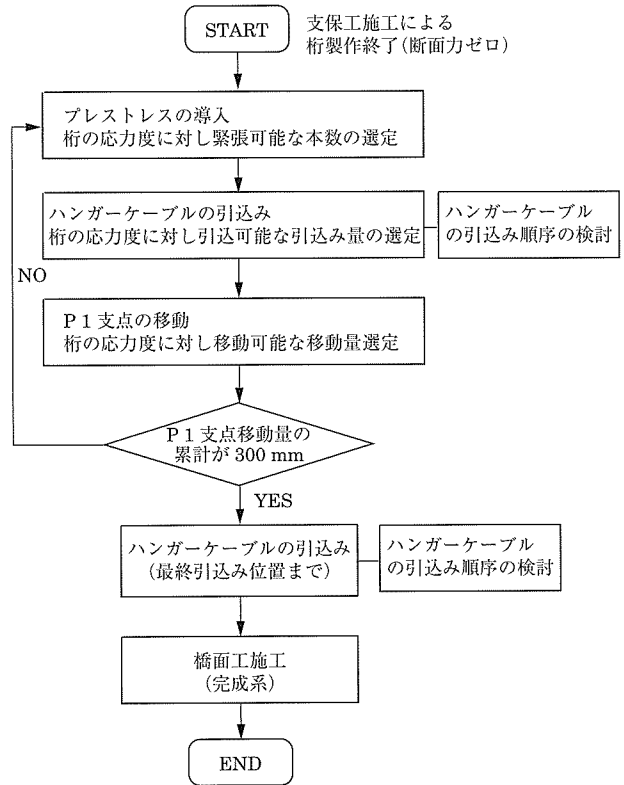 START
支保工施工による
桁製作終了(断面力ゼロ)
プレストレスの導入
桁の応力度に対し緊張可能な本数の選定
ハンガーケーブルの引込み
桁の応力度に対し引込可能な引込み量の選定
ハンガーケーブル
の引込み順序の検討
NO
P1支点の移動
桁の応力度に対し移動可能な移動量選定
P1支点移動量の
累計が 300 mm
YES
ハンガーケーブルの引込み
(最終引込み位置まで)
ハンガーケーブル
の引込み順序の検討
橋面工施工
(完成系)
END